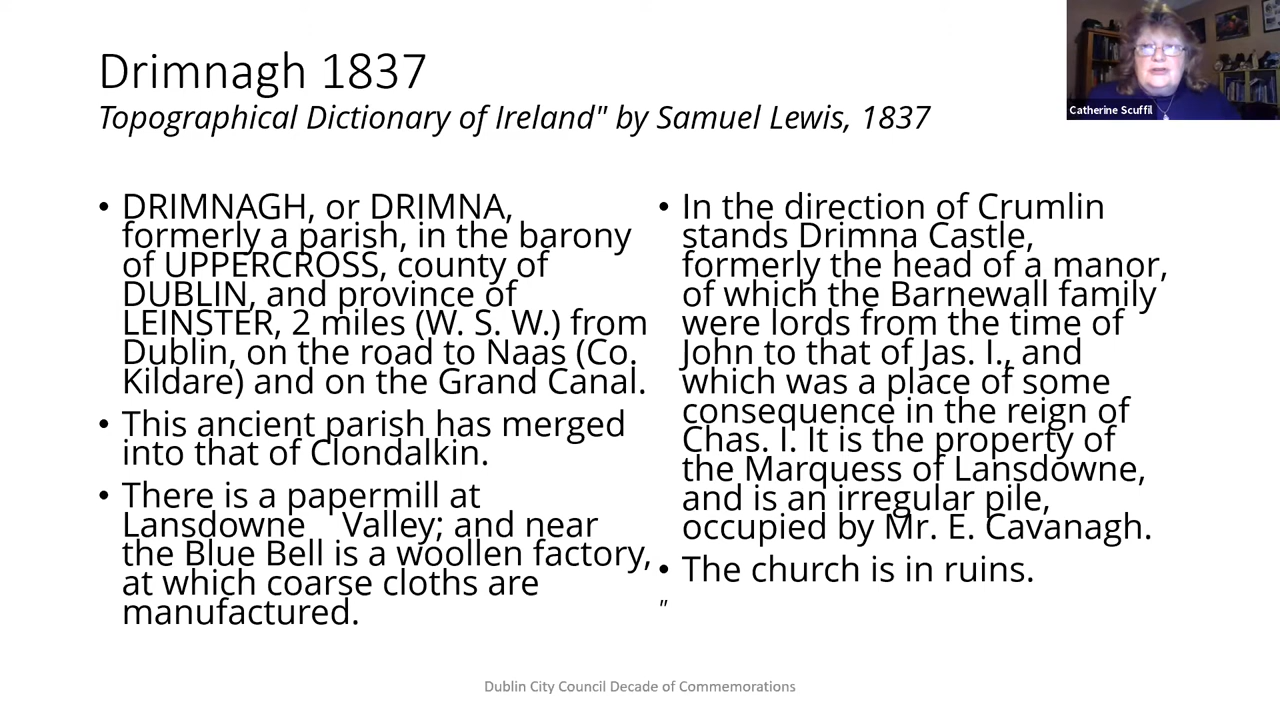 Drimnagh 1837
Topographical Dictionary of Ireland" by Samuel Lewis, 1837
Catherine Scuffil
• DRIMNAGH, or DRIMNA,
formerly a parish, in the barony
of UPPERCROSS, county of
DUBLIN, and province of
LEINSTER, 2 miles (W. S. W.) from
Dublin, on the road to Naas (Co.
Kildare) and on the Grand Canal.
• This ancient parish has merged
into that of Clondalkin.
• There is a papermill at
Lansdowne Valley; and near
the Blue Bell is a woollen factory,
at which coarse cloths are
manufactured.
• In the direction of Crumlin
stands Drimna Castle,
formerly the head of a manor,
of which the Barnewall family
were lords from the time of
John to that of Jas. I., and
which was a place of some
consequence in the reign of
Chas. I. It is the property of
the Marquess of Lansdowne,
and is an irregular pile,
occupied by Mr. E. Cavanagh.
• The church is in ruins.
"
Dublin City Council Decade of Commemorations